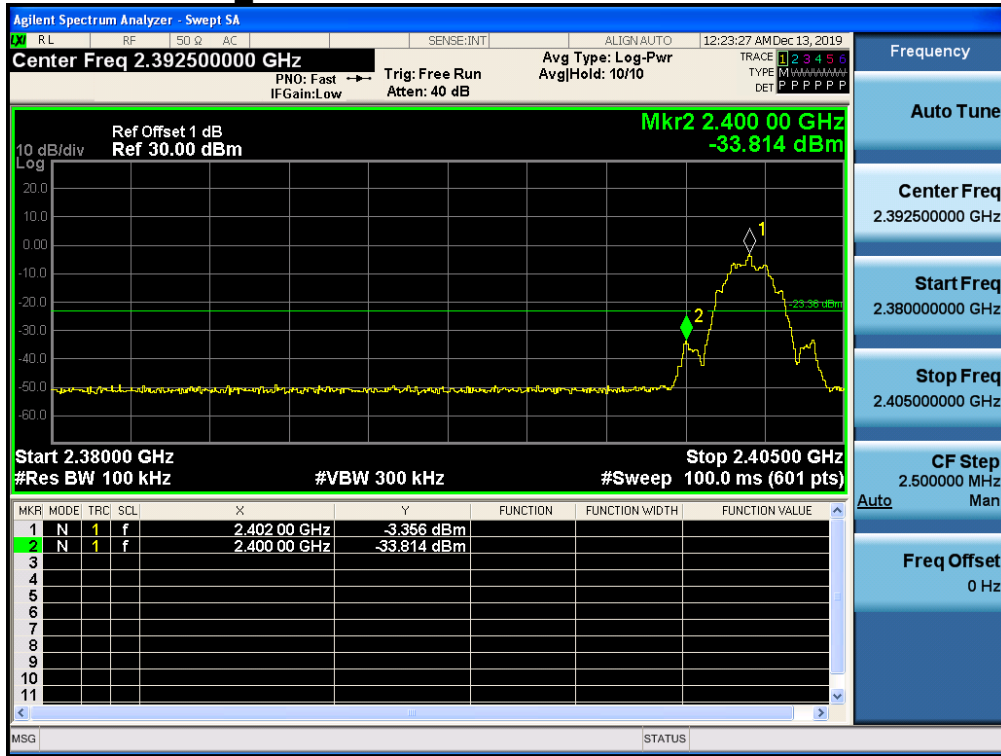 Agilent Spectrum Analyzer - Swept SA
LXI RL RF 50 Ω AC SENSE:INT ALIGNAUTO 12:23:27 AM Dec 13, 2019
Center Freq 2.392500000 GHz
PNO: Fast
IFGain:Low
Trig: Free Run
Atten: 40 dB
Avg Type: Log-Pwr
Avg|Hold: 10/10
TRACE 1 2 3 4 5 6
TYPE M W W W W W
DET P P P P P P
Mkr2 2.400 00 GHz
-33.814 dBm
Ref Offset 1 dB
10 dB/div Ref 30.00 dBm
Log
20.0
10.0
0.00
-10.0
-20.0
-30.0
-40.0
-50.0
-60.0
1
-23.36 dBm
2
Start 2.38000 GHz Stop 2.40500 GHz
#Res BW 100 kHz #VBW 300 kHz #Sweep 100.0 ms (601 pts)
MKR MODE TRC SCL X Y FUNCTION FUNCTION WIDTH FUNCTION VALUE
1 N 1 f 2.402 00 GHz -3.356 dBm
2 N 1 f 2.400 00 GHz -33.814 dBm
3
4
5
6
7
8
9
10
11
MSG STATUS
Frequency
Auto Tune
Center Freq
2.392500000 GHz
Start Freq
2.380000000 GHz
Stop Freq
2.405000000 GHz
CF Step
2.500000 MHz
Auto Man
Freq Offset
0 Hz